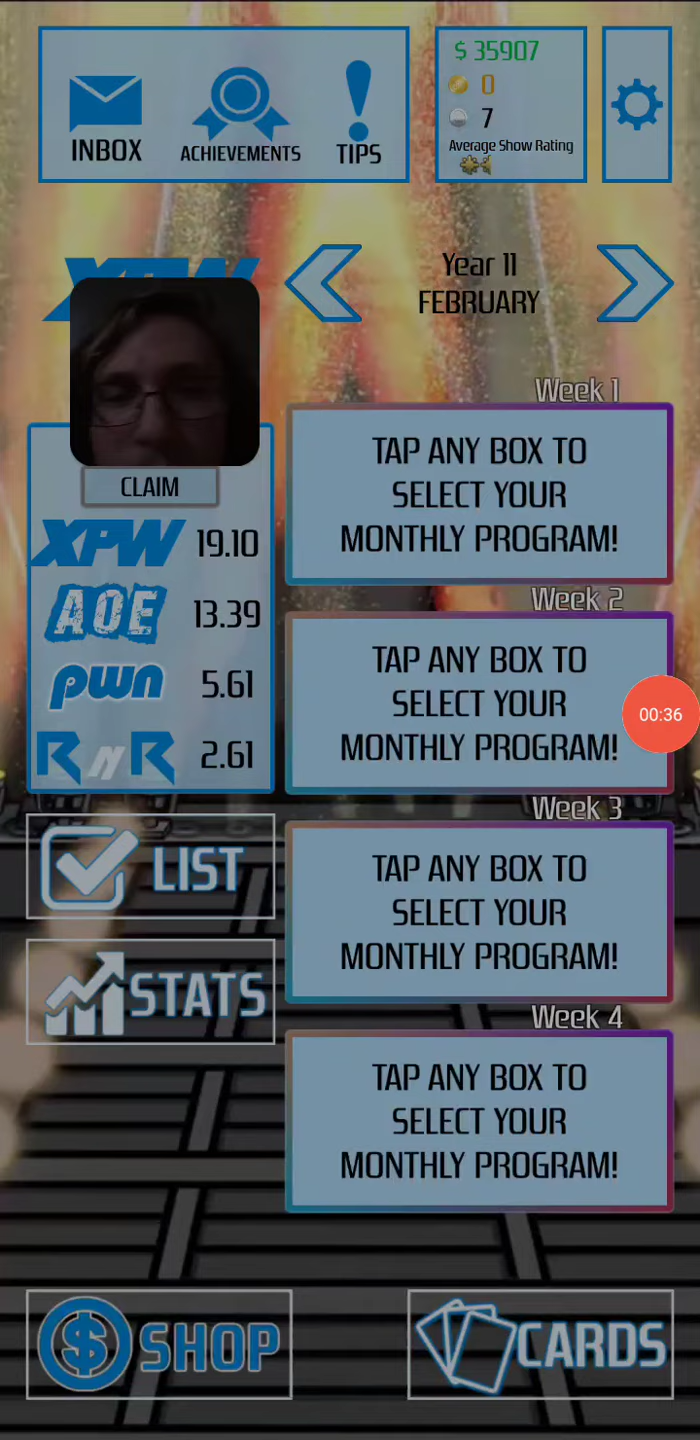 $ 35907
0
7
Average Show Rating
INBOX
ACHIEVEMENTS
TIPS
XPW
Year 11
FEBRUARY
CLAIM
XPW 19.10
AOE 13.39
pwn 5.61
R N R 2.61
LIST
STATS
Week 1
TAP ANY BOX TO
SELECT YOUR
MONTHLY PROGRAM!
Week 2
TAP ANY BOX TO
SELECT YOUR
MONTHLY PROGRAM!
00:36
Week 3
TAP ANY BOX TO
SELECT YOUR
MONTHLY PROGRAM!
Week 4
TAP ANY BOX TO
SELECT YOUR
MONTHLY PROGRAM!
SHOP
CARDS